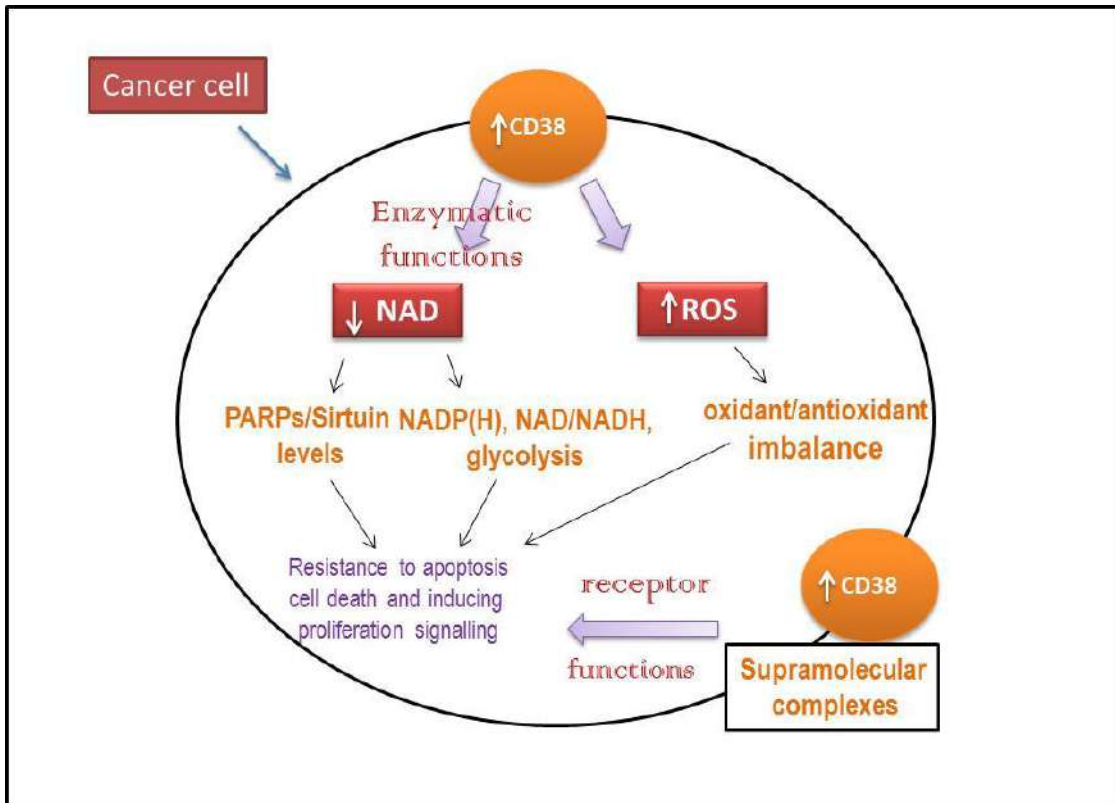 Cancer cell
↑CD38
Enzymatic
functions
↓ NAD
↑ROS
PARPs/Sirtuin
levels
NADP(H), NAD/NADH,
glycolysis
oxidant/antioxidant
imbalance
Resistance to apoptosis
cell death and inducing
proliferation signalling
receptor
functions
↑ CD38
Supramolecular
complexes